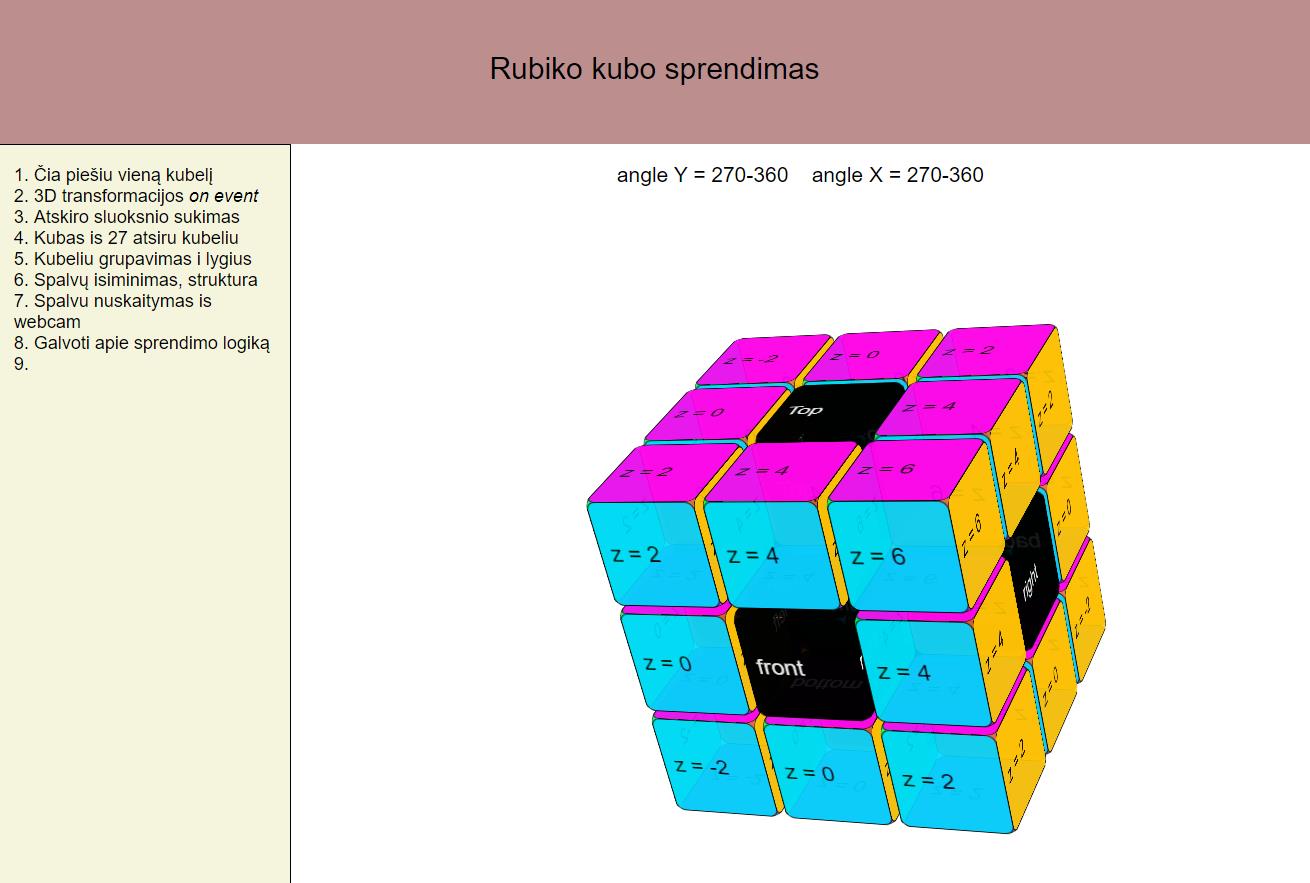 Rubiko kubo sprendimas
1. Čia piešiu vieną kubelį
2. 3D transformacijos on event
3. Atskiro sluoksnio sukimas
4. Kubas is 27 atsiru kubeliu
5. Kubeliu grupavimas i lygius
6. Spalvų isiminimas, struktura
7. Spalvu nuskaitymas is
webcam
8. Galvoti apie sprendimo logiką
9.
angle Y = 270-360 angle X = 270-360
z = -2 z = 0 z = 2
z = 0 Top z = 4
z = 2 z = 4 z = 6
z = 2 z = 4 z = 6
z = 0 front z = 4
z = -2 z = 0 z = 2
z = 6 z = 4 z = 2
z = 4 right z = 0
z = 2 z = 0 z = -2
bottom